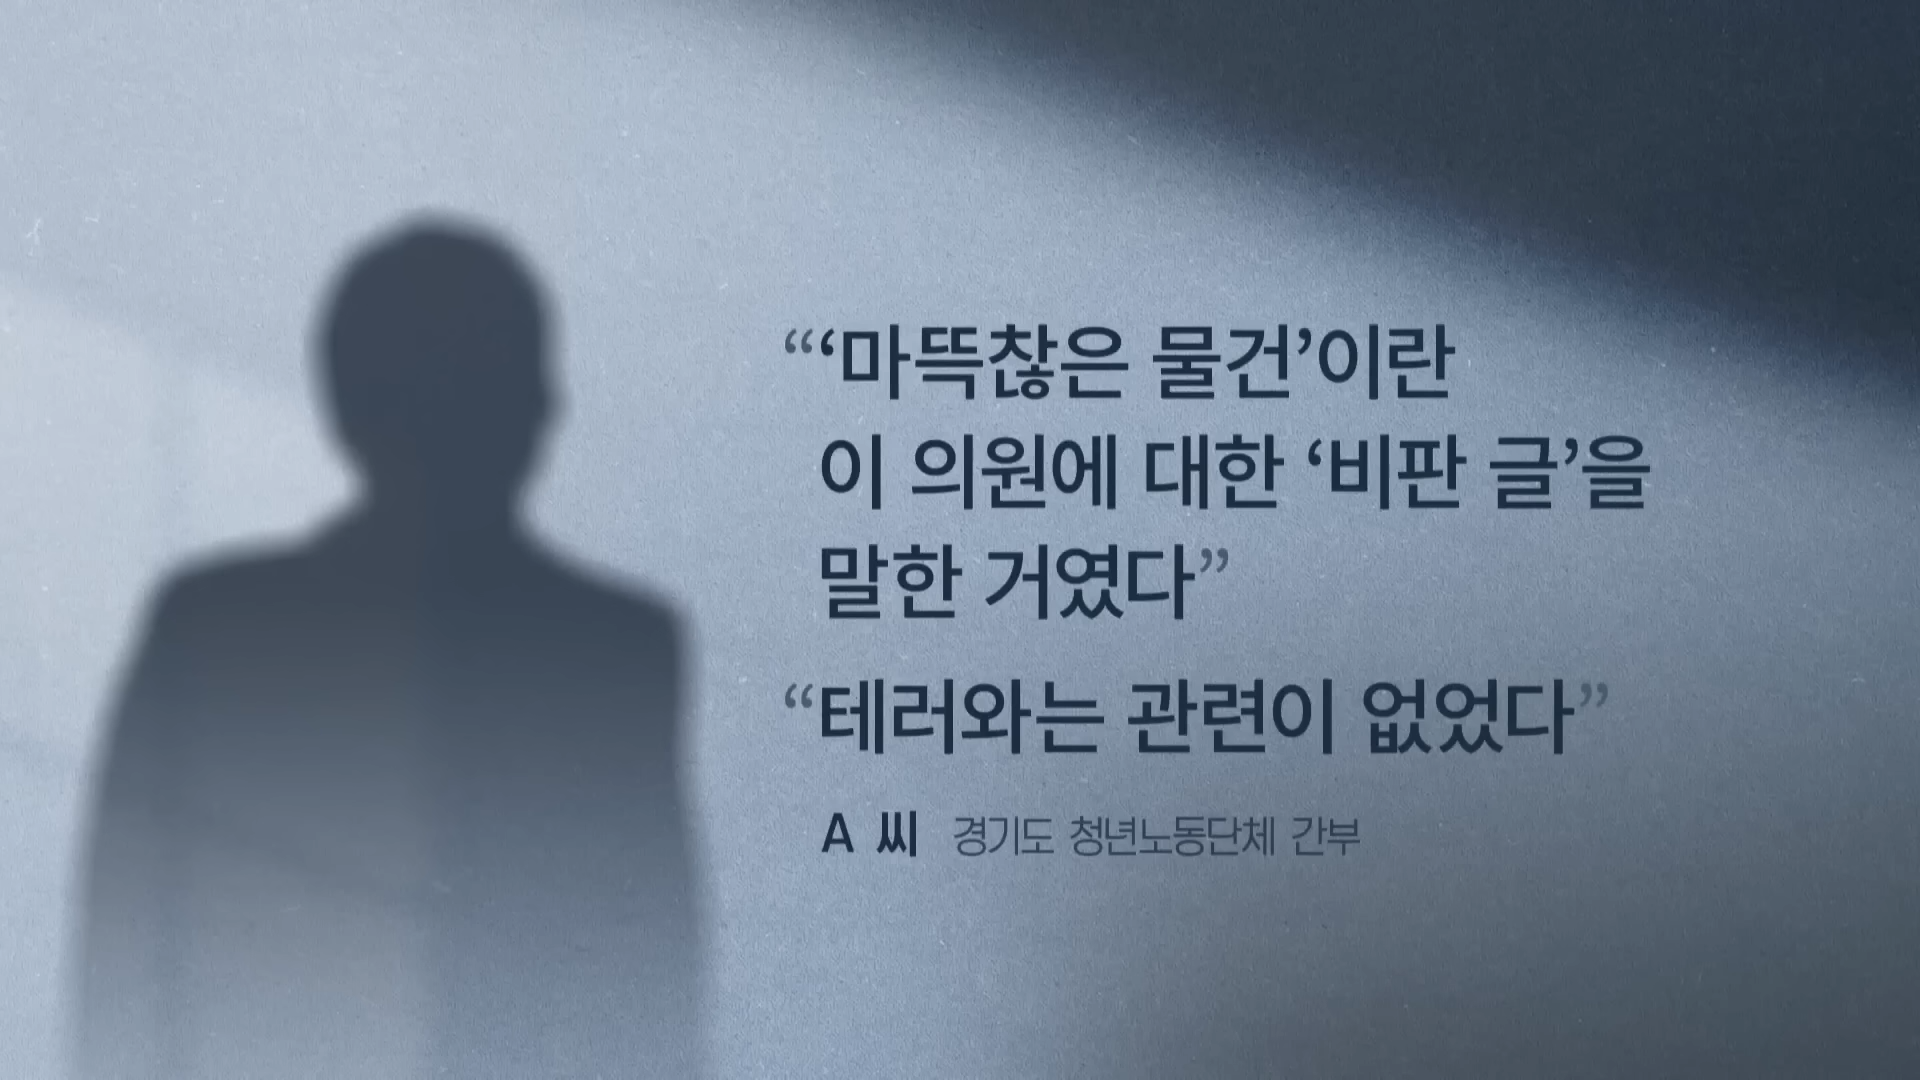 “‘마뜩찮은 물건’이란
이 의원에 대한 ‘비판 글’을
말한 거였다”
“테러와는 관련이 없었다”
A 씨 경기도 청년노동단체 간부